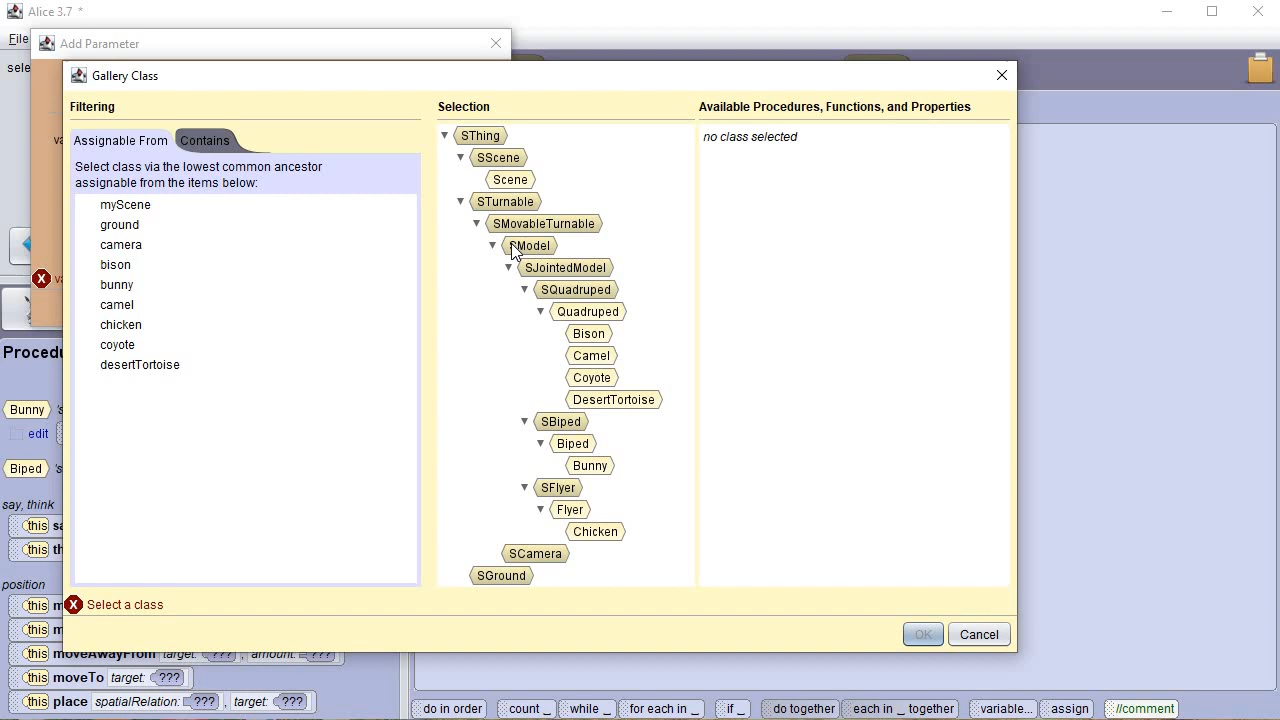 Alice 3.7 *
File
Add Parameter
Gallery Class
Filtering
Assignable From
Contains
Select class via the lowest common ancestor
assignable from the items below:
myScene
ground
camera
bison
bunny
camel
chicken
coyote
desertTortoise
Selection
SThing
SScene
Scene
STurnable
SMovableTurnable
SModel
SJointedModel
SQuadruped
Quadruped
Bison
Camel
Coyote
DesertTortoise
SBiped
Biped
Bunny
SFlyer
Flyer
Chicken
SCamera
SGround
Available Procedures, Functions, and Properties
no class selected
Select a class
OK
Cancel
Bunny 's
edit
Biped 's
say, think
this
this
position
this
this
moveAwayFrom target: ??? , amount: ???
this moveTo target: ???
this place spatialRelation: ??? , target: ???
do in order
count _
while _
for each in _
if _
do together
each in _ together
variable...
assign
//comment